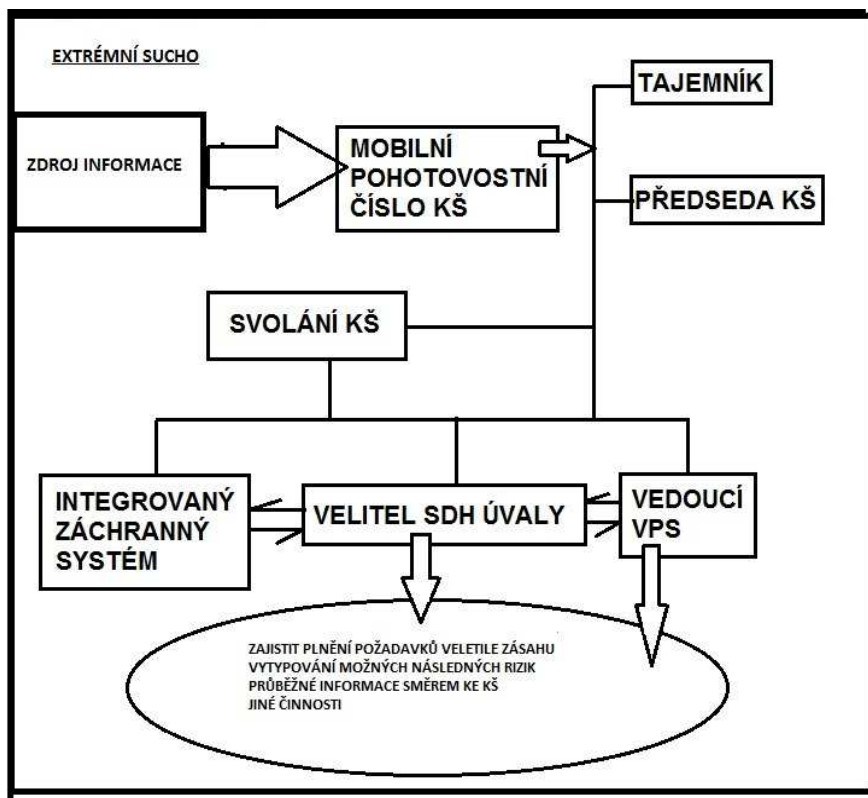 EXTRÉMNÍ SUCHO
TAJEMNÍK
ZDROJ INFORMACE
MOBILNÍ
POHOTOVOSTNÍ
ČÍSLO KŠ
PŘEDSEDA KŠ
SVOLÁNÍ KŠ
INTEGROVANÝ
ZÁCHRANNÝ
SYSTÉM
VELITEL SDH ÚVALY
VEDOUCÍ
VPS
ZAJISTIT PLNĚNÍ POŽADAVKŮ VELETILE ZÁSAHU
VYTYPOVÁNÍ MOŽNÝCH NÁSLEDNÝCH RIZIK
PRŮBĚŽNÉ INFORMACE SMĚREM KE KŠ
JINÉ ČINNOSTI